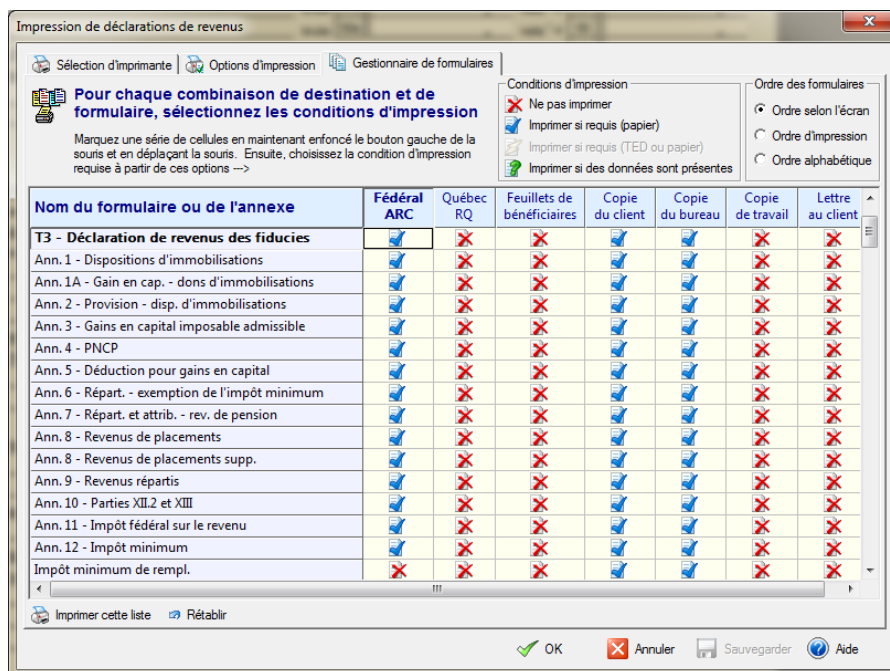 Impression de déclarations de revenus
Sélection d'imprimante
Options d'impression
Gestionnaire de formulaires
Pour chaque combinaison de destination et de
formulaire, sélectionnez les conditions d'impression
Marquez une série de cellules en maintenant enfoncé le bouton gauche de la
souris et en déplaçant la souris. Ensuite, choisissez la condition d'impression
requise à partir de ces options --->
Conditions d'impression
Ne pas imprimer
Imprimer si requis (papier)
Imprimer si requis (TED ou papier)
Imprimer si des données sont présentes
Ordre des formulaires
Ordre selon l'écran
Ordre d'impression
Ordre alphabétique
Nom du formulaire ou de l'annexe
Fédéral
ARC
Québec
RQ
Feuillets de
bénéficiaires
Copie
du client
Copie
du bureau
Copie
de travail
Lettre
au client
T3 - Déclaration de revenus des fiducies
Ann. 1 - Dispositions d'immobilisations
Ann. 1A - Gain en cap. - dons d'immobilisations
Ann. 2 - Provision - disp. d'immobilisations
Ann. 3 - Gains en capital imposable admissible
Ann. 4 - PNCP
Ann. 5 - Déduction pour gains en capital
Ann. 6 - Répart. - exemption de l'impôt minimum
Ann. 7 - Répart. et attrib. - rev. de pension
Ann. 8 - Revenus de placements
Ann. 8 - Revenus de placements supp.
Ann. 9 - Revenus répartis
Ann. 10 - Parties XII.2 et XIII
Ann. 11 - Impôt fédéral sur le revenu
Ann. 12 - Impôt minimum
Impôt minimum de rempl.
Imprimer cette liste
Rétablir
OK
Annuler
Sauvegarder
Aide